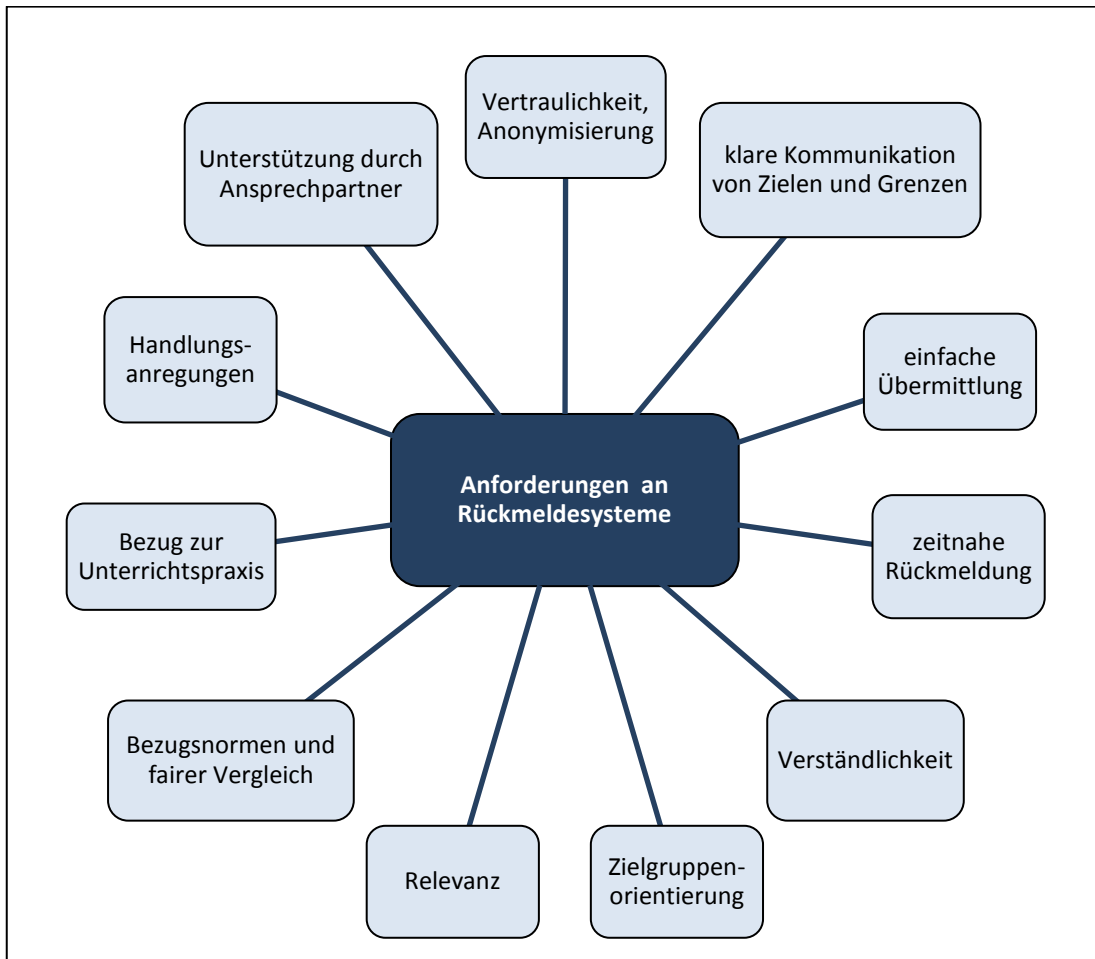 Vertraulichkeit,
Anonymisierung
klare Kommunikation
von Zielen und Grenzen
einfache
Übermittlung
zeitnahe
Rückmeldung
Verständlichkeit
Zielgruppen-
orientierung
Relevanz
Bezugsnormen und
fairer Vergleich
Bezug zur
Unterrichtspraxis
Handlungs-
anregungen
Unterstützung durch
Ansprechpartner
Anforderungen an
Rückmeldesysteme